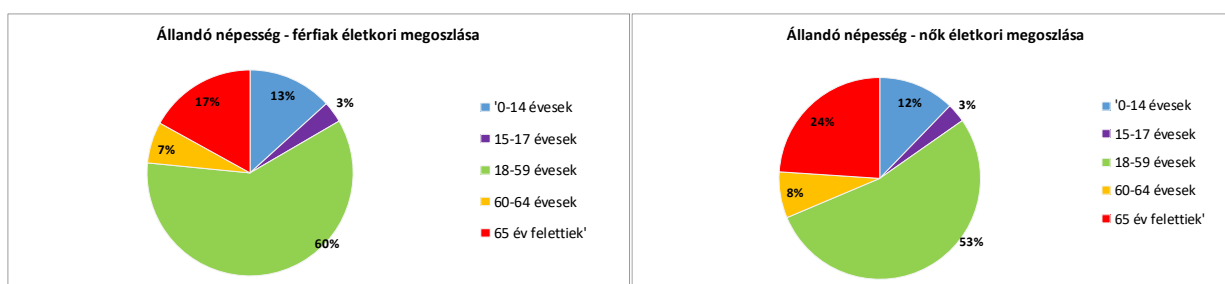 Állandó népesség - férfiak életkori megoszlása
17%
13%
3%
7%
60%
'0-14 évesek
15-17 évesek
18-59 évesek
60-64 évesek
65 év felettiek'
Állandó népesség - nők életkori megoszlása
24%
12%
3%
8%
53%
'0-14 évesek
15-17 évesek
18-59 évesek
60-64 évesek
65 év felettiek'